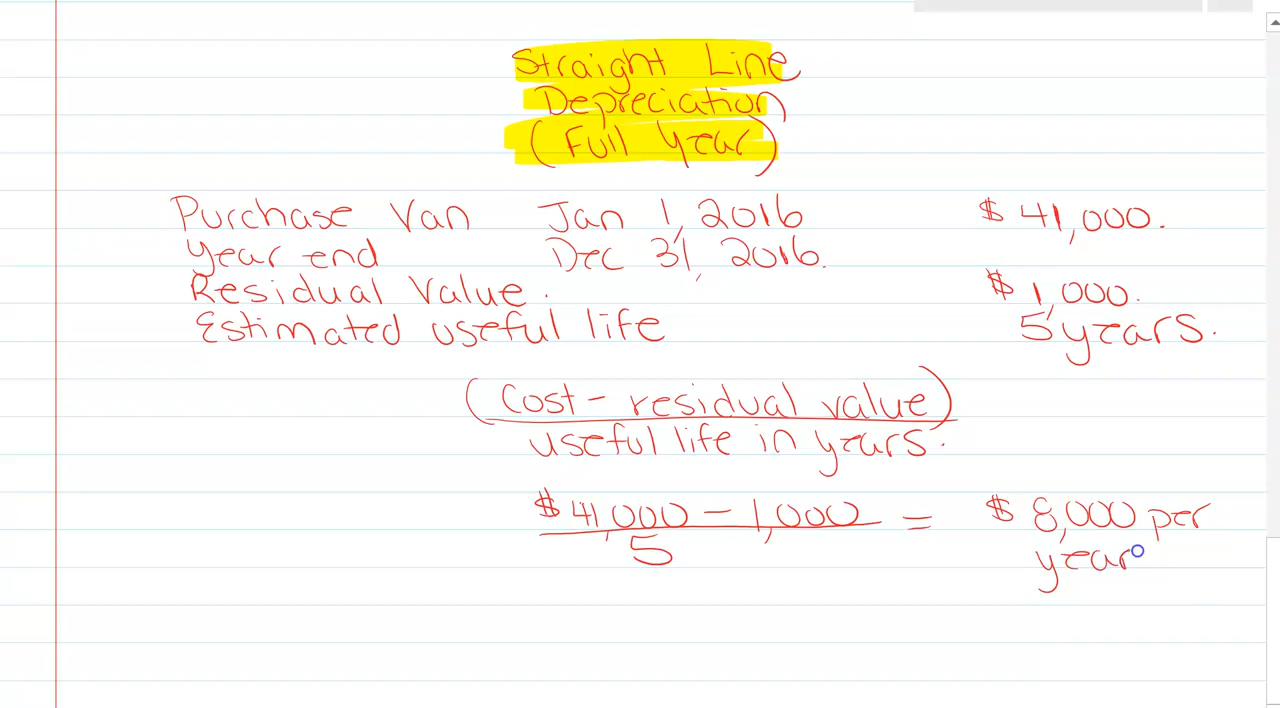 Straight Line
Depreciation
(Full Year)
Purchase Van Jan 1, 2016 $ 41,000.
Year end Dec 31, 2016.
Residual Value. $ 1,000.
Estimated useful life 5 years.
(Cost - residual value)
useful life in years.
$ 41,000 - 1,000 = $ 8,000 per
5 year